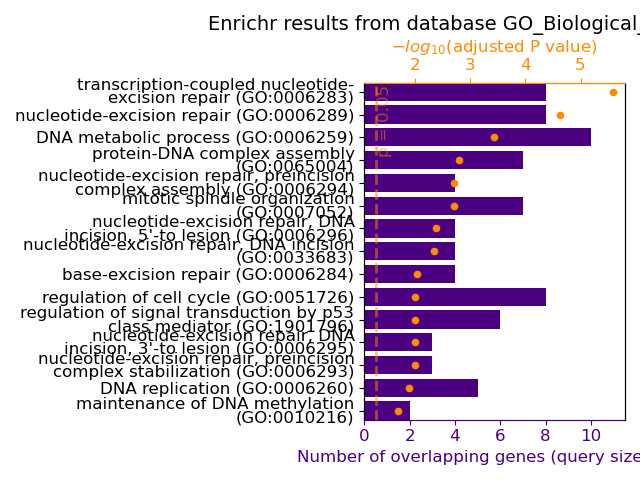 Enrichr results from database GO_Biological_
−log10(adjusted P value)
2 3 4 5
transcription-coupled nucleotide-
excision repair (GO:0006283)
nucleotide-excision repair (GO:0006289)
DNA metabolic process (GO:0006259)
protein-DNA complex assembly
(GO:0065004)
nucleotide-excision repair, preincision
complex assembly (GO:0006294)
mitotic spindle organization
(GO:0007052)
nucleotide-excision repair, DNA
incision, 5'-to lesion (GO:0006296)
nucleotide-excision repair, DNA incision
(GO:0033683)
base-excision repair (GO:0006284)
regulation of cell cycle (GO:0051726)
regulation of signal transduction by p53
class mediator (GO:1901796)
nucleotide-excision repair, DNA
incision, 3'-to lesion (GO:0006295)
nucleotide-excision repair, preincision
complex stabilization (GO:0006293)
DNA replication (GO:0006260)
maintenance of DNA methylation
(GO:0010216)
p = 0.05
0 2 4 6 8 10
Number of overlapping genes (query size